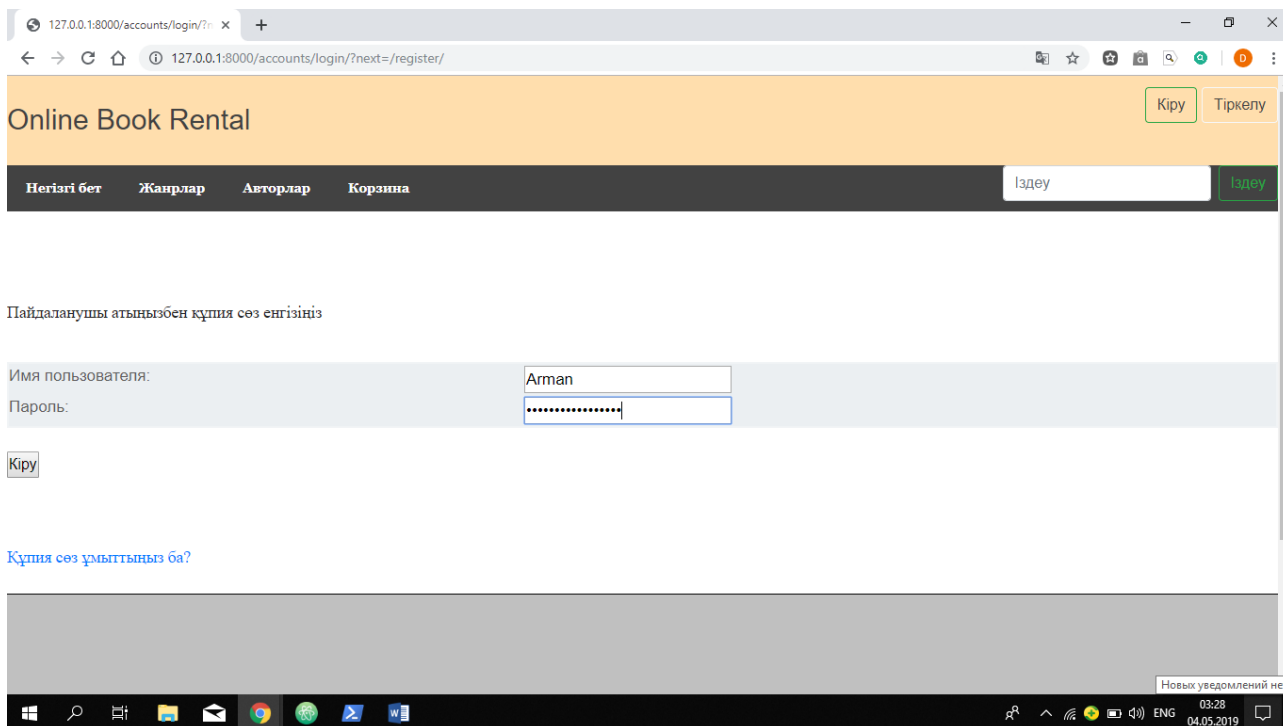 127.0.0.1:8000/accounts/login/?n
127.0.0.1:8000/accounts/login/?next=/register/
Online Book Rental
Кіру Тіркелу
Негізгі бет Жанрлар Авторлар Корзина Іздеу Іздеу
Пайдаланушы атыңызбен құпия сөз енгізіңіз
Имя пользователя: Arman
Пароль: •••••••••••••••••
Кіру
Құпия сөз ұмыттыңыз ба?
Новых уведомлений не
ENG 03:28
04.05.2019